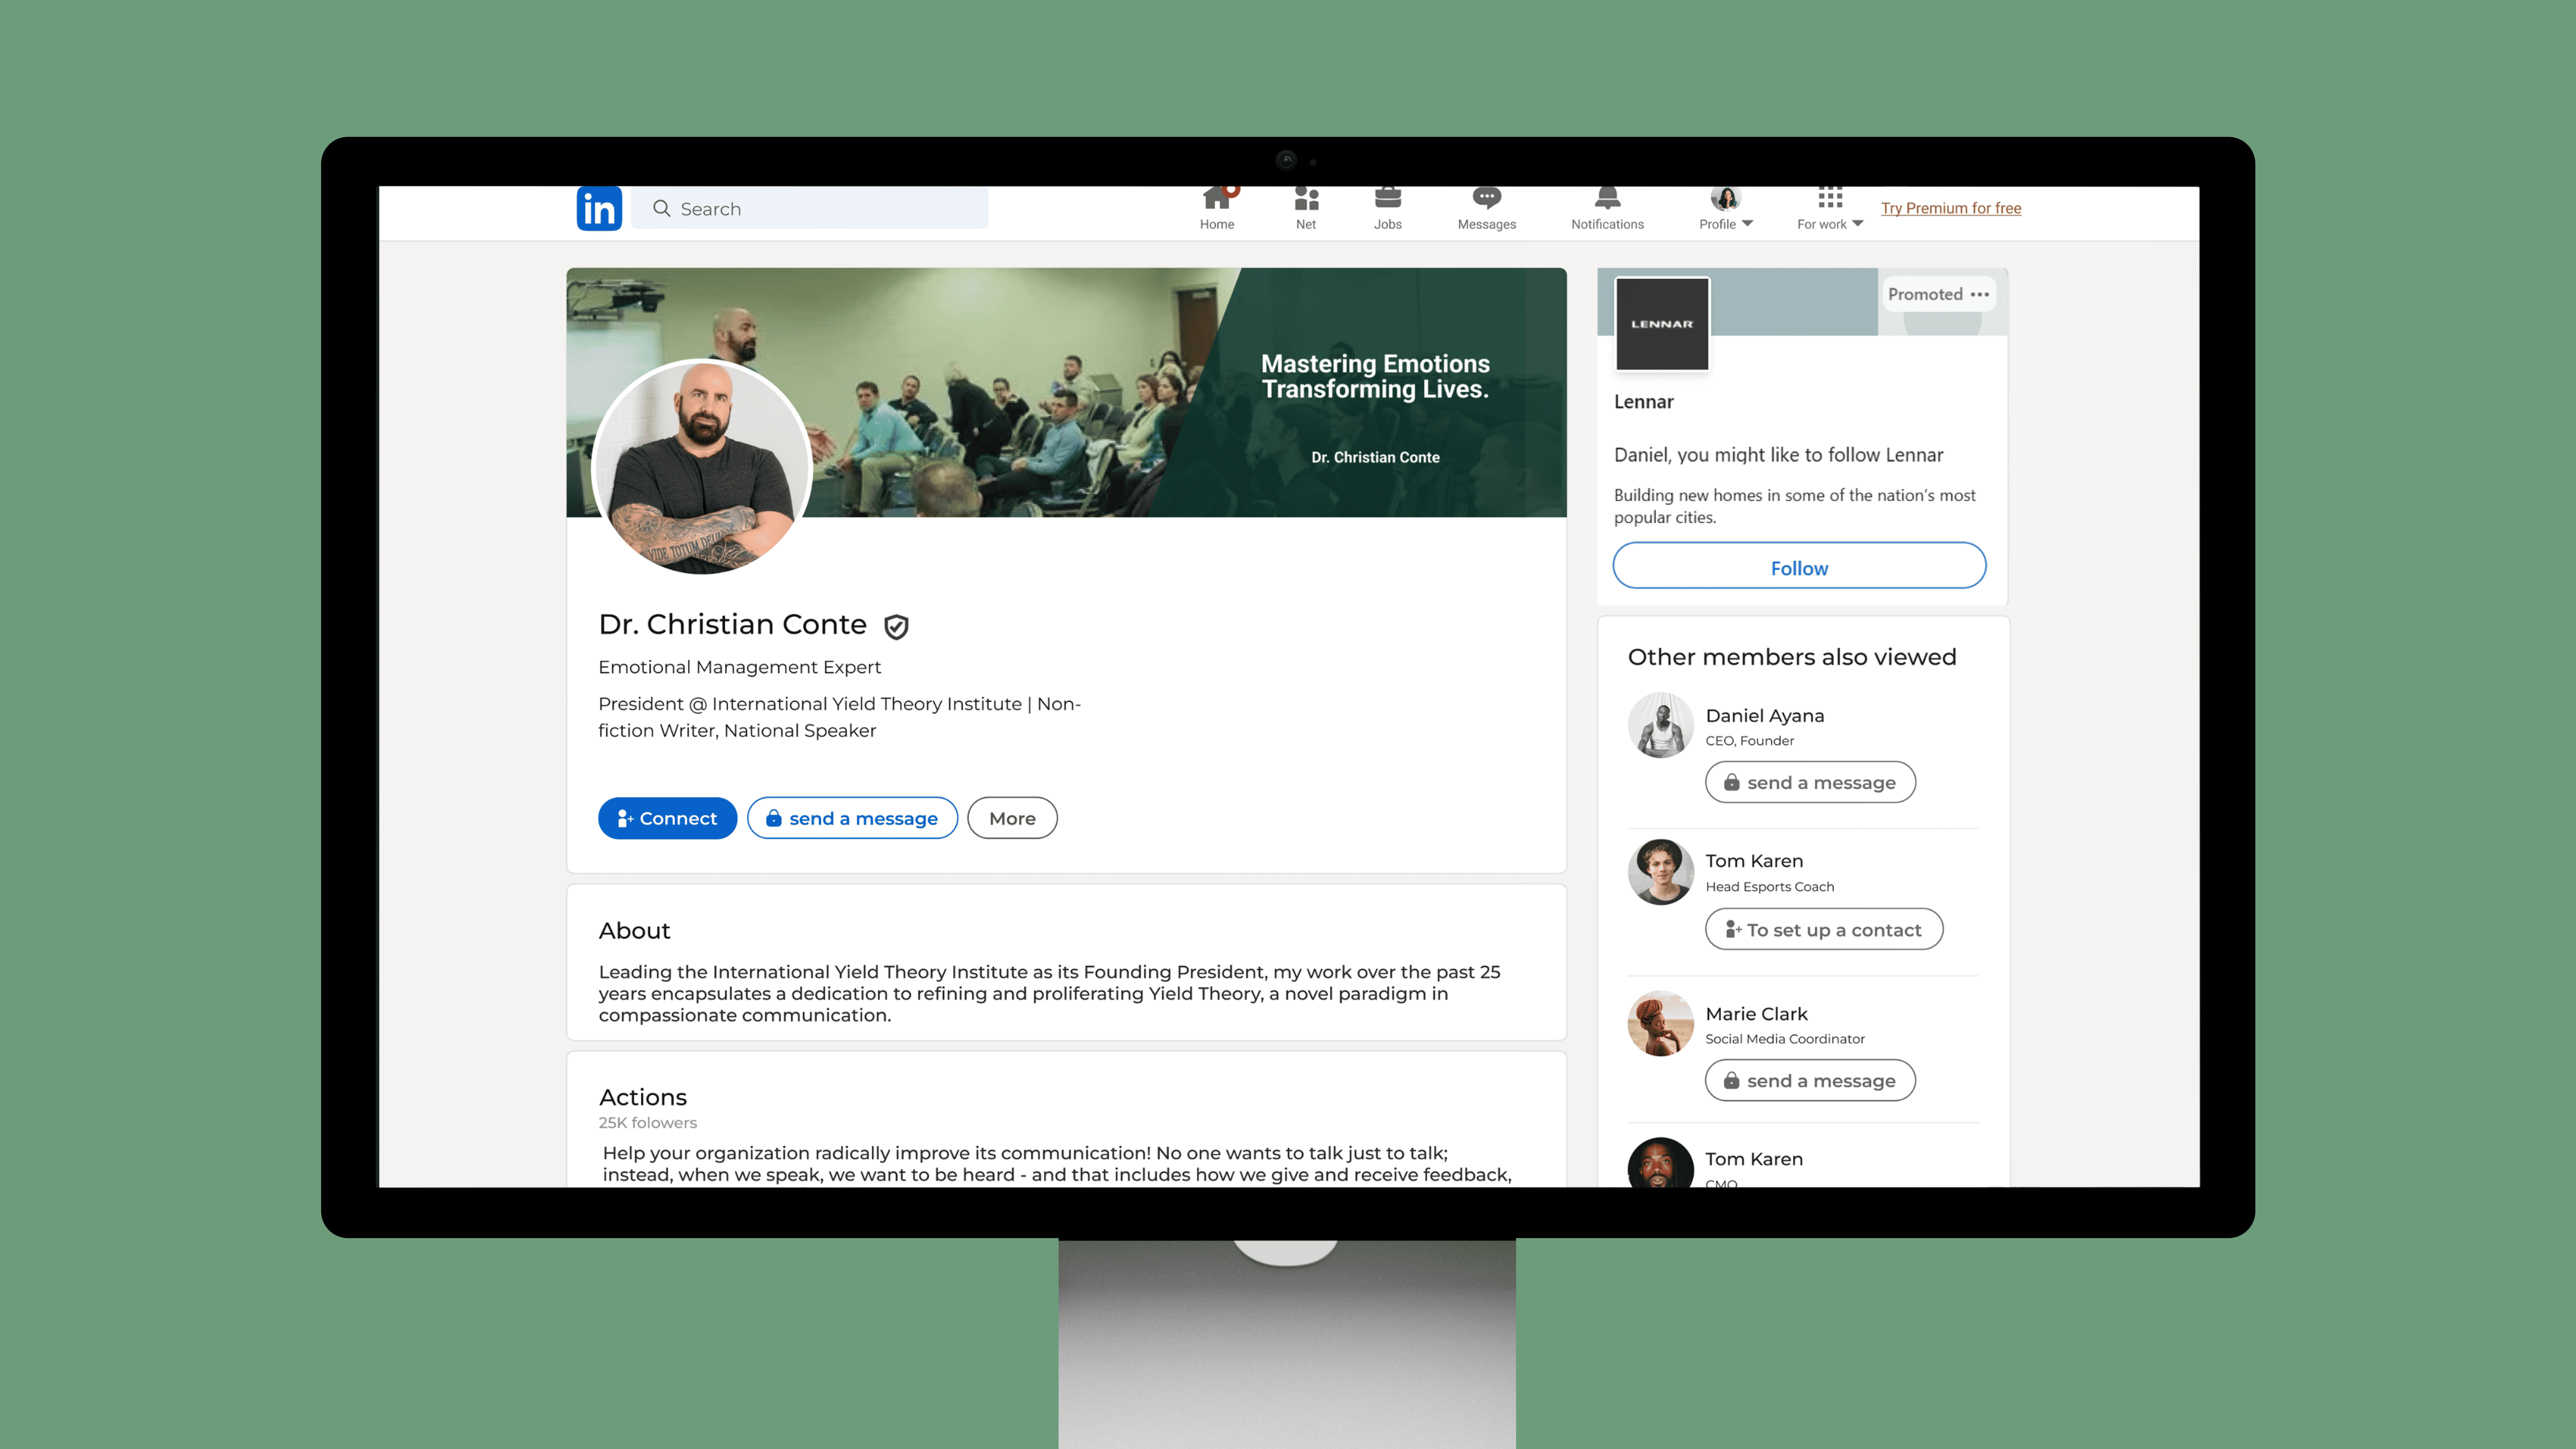 in
Search
Home
Net
Jobs
Messages
Notifications
Profile
For work
Try Premium for free
Mastering Emotions
Transforming Lives.
Dr. Christian Conte
VIDE TOTUM
Dr. Christian Conte
Emotional Management Expert
President @ International Yield Theory Institute | Non-
fiction Writer, National Speaker
Connect
send a message
More
About
Leading the International Yield Theory Institute as its Founding President, my work over the past 25
years encapsulates a dedication to refining and proliferating Yield Theory, a novel paradigm in
compassionate communication.
Actions
25K folowers
Help your organization radically improve its communication! No one wants to talk just to talk;
instead, when we speak, we want to be heard - and that includes how we give and receive feedback,
Promoted
LENNAR
Lennar
Daniel, you might like to follow Lennar
Building new homes in some of the nation's most
popular cities.
Follow
Other members also viewed
Daniel Ayana
CEO, Founder
send a message
Tom Karen
Head Esports Coach
To set up a contact
Marie Clark
Social Media Coordinator
send a message
Tom Karen
CMO